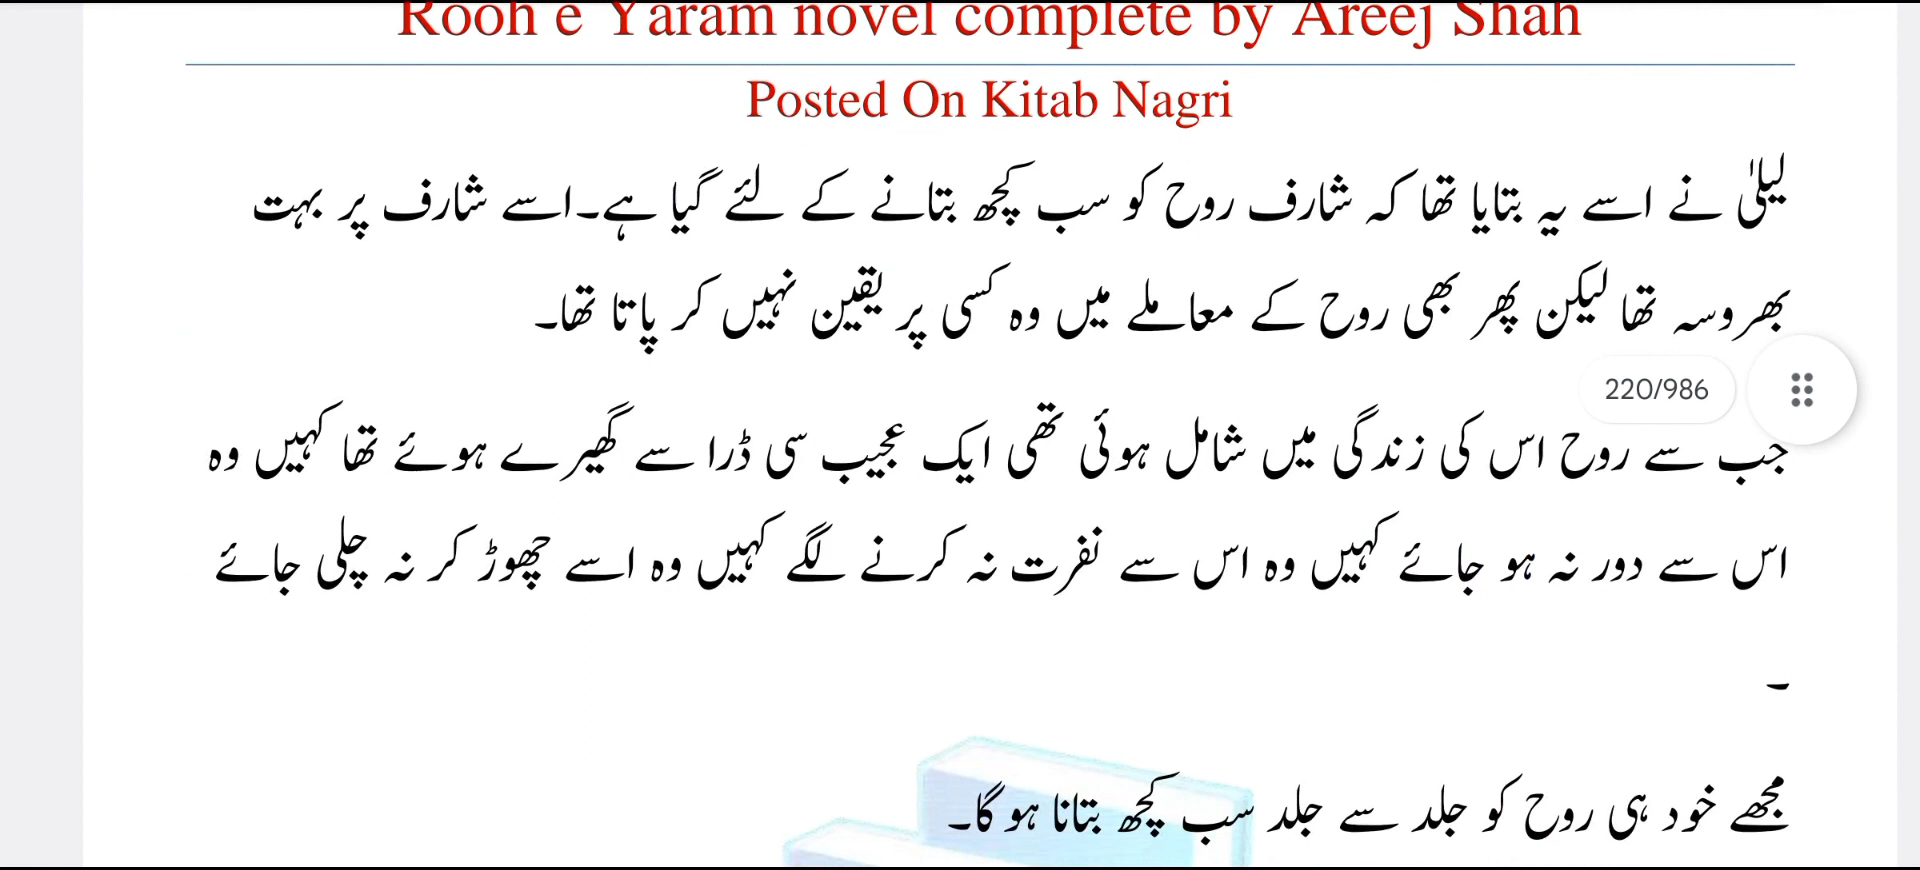 Rooh e Yaram novel complete by Areej Shah
Posted On Kitab Nagri
لیلیٰ نے اسے یہ بتایا تھا کہ شارف روح کو سب کچھ بتانے کے لئے گیا ہے۔اسے شارف پر بہت
بھروسہ تھا لیکن پھر بھی روح کے معاملے میں وہ کسی پر یقین نہیں کر پاتا تھا۔
220/986
جب سے روح اس کی زندگی میں شامل ہوئی تھی ایک عجیب سی ڈرا سے گھیرے ہوئے تھا کہیں وہ
اس سے دور نہ ہو جائے کہیں وہ اس سے نفرت نہ کرنے لگے کہیں وہ اسے چھوڑ کر نہ چلی جائے
۔
مجھے خود ہی روح کو جلد سے جلد سب کچھ بتانا ہو گا۔